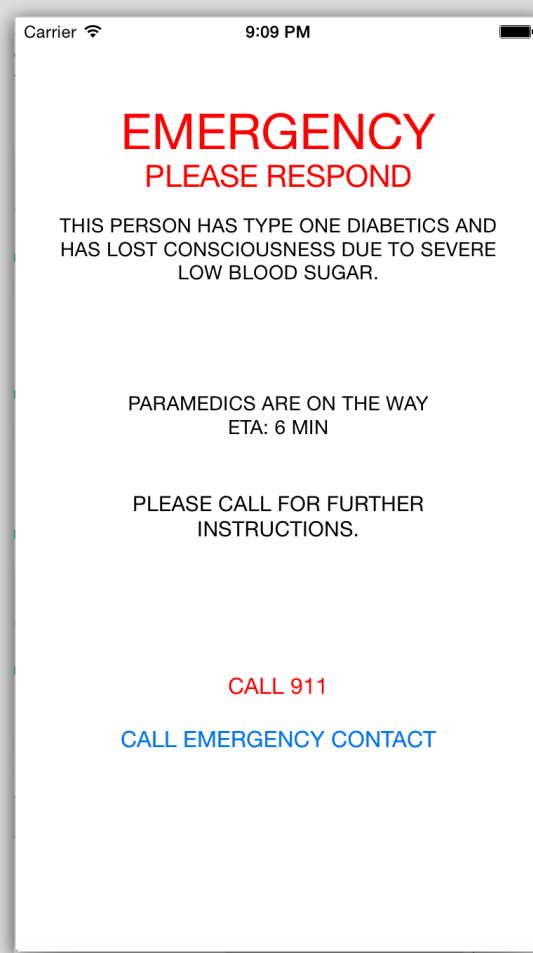 Carrier 9:09 PM
EMERGENCY
PLEASE RESPOND
THIS PERSON HAS TYPE ONE DIABETICS AND
HAS LOST CONSCIOUSNESS DUE TO SEVERE
LOW BLOOD SUGAR.
PARAMEDICS ARE ON THE WAY
ETA: 6 MIN
PLEASE CALL FOR FURTHER
INSTRUCTIONS.
CALL 911
CALL EMERGENCY CONTACT